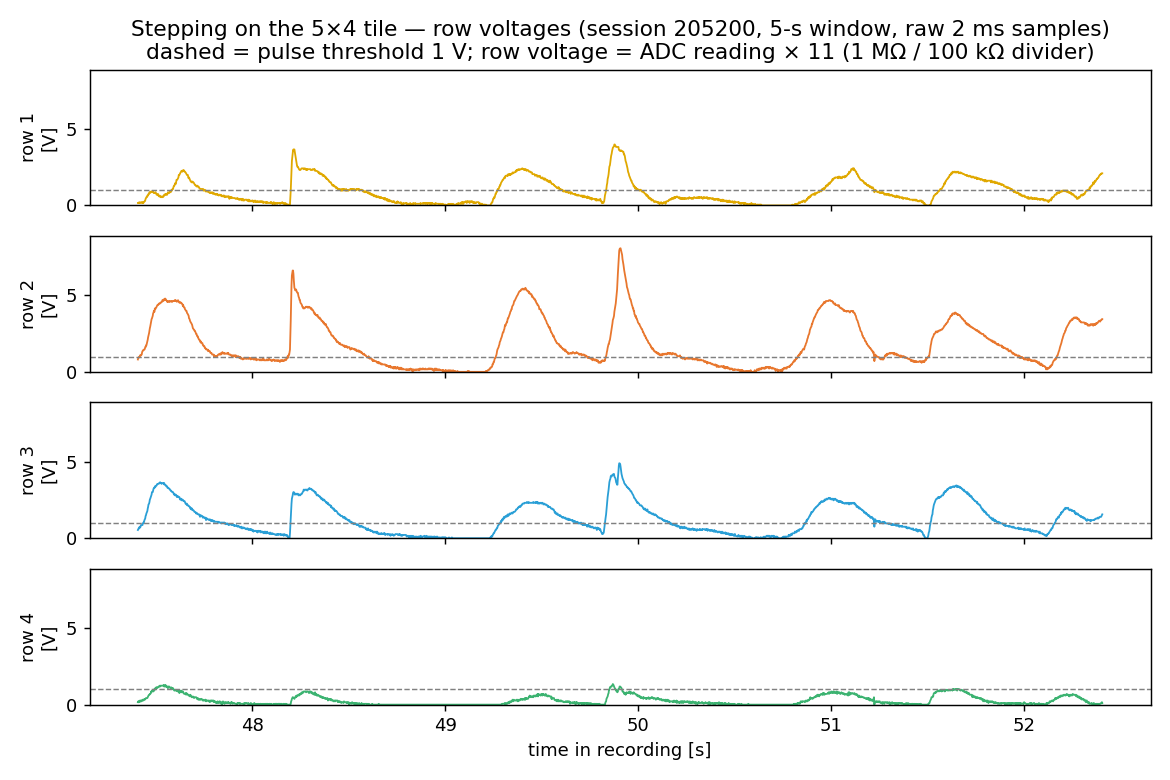 Stepping on the 5×4 tile — row voltages (session 205200, 5-s window, raw 2 ms samples)
dashed = pulse threshold 1 V; row voltage = ADC reading × 11 (1 MΩ / 100 kΩ divider)
row 1
[V]
5
0
row 2
[V]
5
0
row 3
[V]
5
0
row 4
[V]
5
0
48 49 50 51 52
time in recording [s]